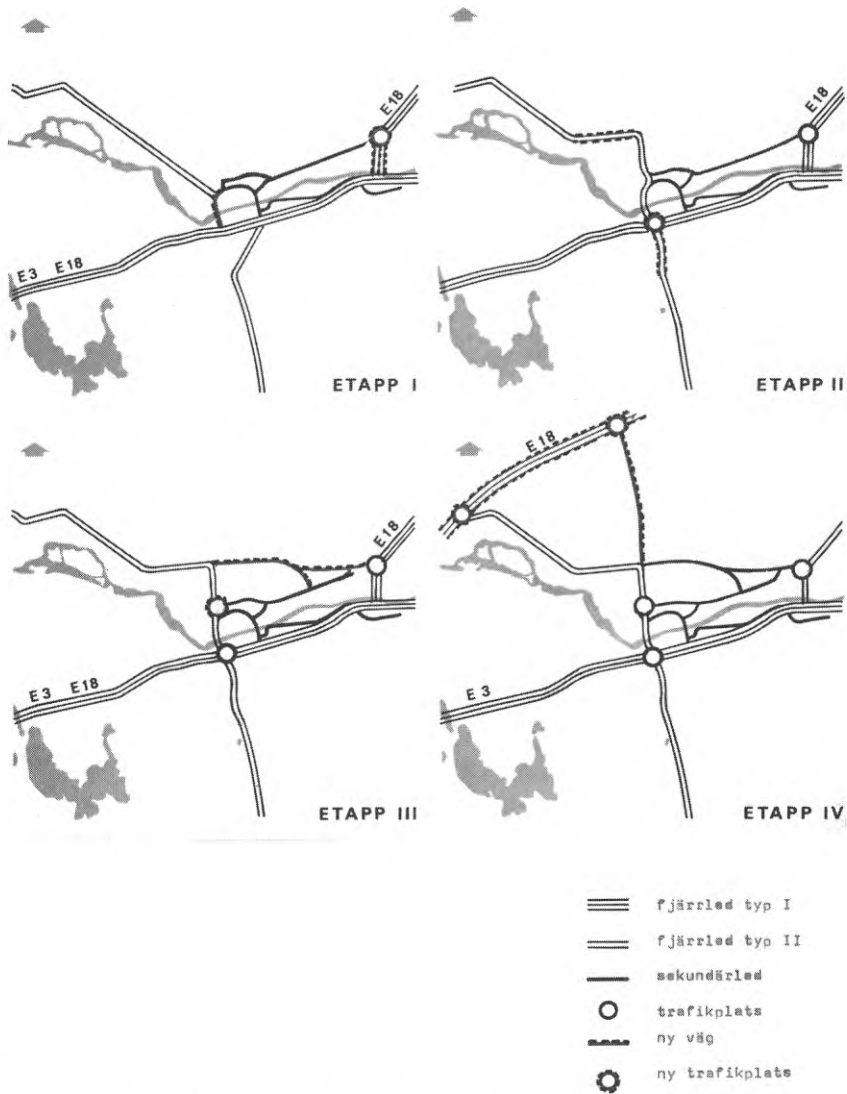 E18
E18
E3 E18
ETAPP I
ETAPP II
E18
E18
E3 E18
E3
ETAPP III
ETAPP IV
fjärrled typ I
fjärrled typ II
sekundärled
trafikplats
ny väg
ny trafikplats